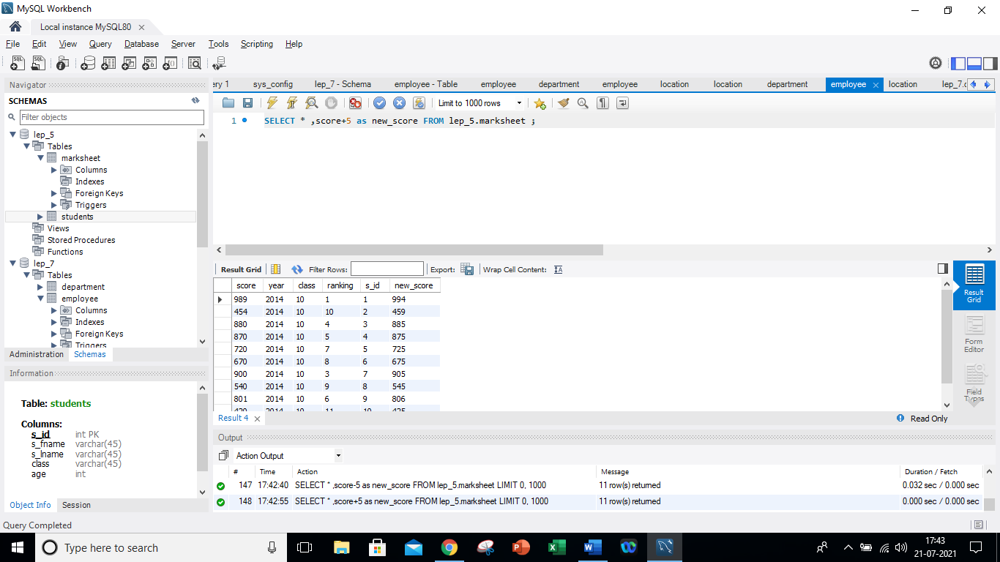 MySQL Workbench
Local instance MySQL80
File Edit View Query Database Server Tools Scripting Help
Navigator
SCHEMAS
Filter objects
lep_5
Tables
marksheet
Columns
Indexes
Foreign Keys
Triggers
students
Views
Stored Procedures
Functions
lep_7
Tables
department
employee
Columns
Indexes
Foreign Keys
Triggers
Administration Schemas
Information
Table: students
Columns:
s_id int PK
s_fname varchar(45)
s_lname varchar(45)
class varchar(45)
age int
Object Info Session
ery 1 sys_config lep_7 - Schema employee - Table employee department employee location location department employee location lep_7.
Limit to 1000 rows
1 SELECT * ,score+5 as new_score FROM lep_5.marksheet ;
Result Grid Filter Rows: Export: Wrap Cell Content:
score year class ranking s_id new_score
989 2014 10 1 1 994
454 2014 10 10 2 459
880 2014 10 4 3 885
870 2014 10 5 4 875
720 2014 10 7 5 725
670 2014 10 8 6 675
900 2014 10 3 7 905
540 2014 10 9 8 545
801 2014 10 6 9 806
420 2014 10 11 10 425
Result Grid
Form Editor
Field Types
Result 4
Read Only
Output
Action Output
# Time Action Message Duration / Fetch
147 17:42:40 SELECT * ,score-5 as new_score FROM lep_5.marksheet LIMIT 0, 1000 11 row(s) returned 0.032 sec / 0.000 sec
148 17:42:55 SELECT * ,score+5 as new_score FROM lep_5.marksheet LIMIT 0, 1000 11 row(s) returned 0.000 sec / 0.000 sec
Query Completed
Type here to search
17:43
21-07-2021